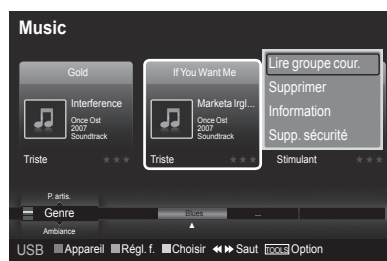 Music
Gold
If You Want Me
Lire groupe cour.
Supprimer
Information
Supp. sécurité
Interference
Once Ost
2007
Soundtrack
Marketa Irgl...
Once Ost
2007
Soundtrack
Triste
Triste
Stimulant
P. artis.
Genre
Blues
...
Ambiance
USB Appareil Régl. f. Choisir Saut TOOLS Option